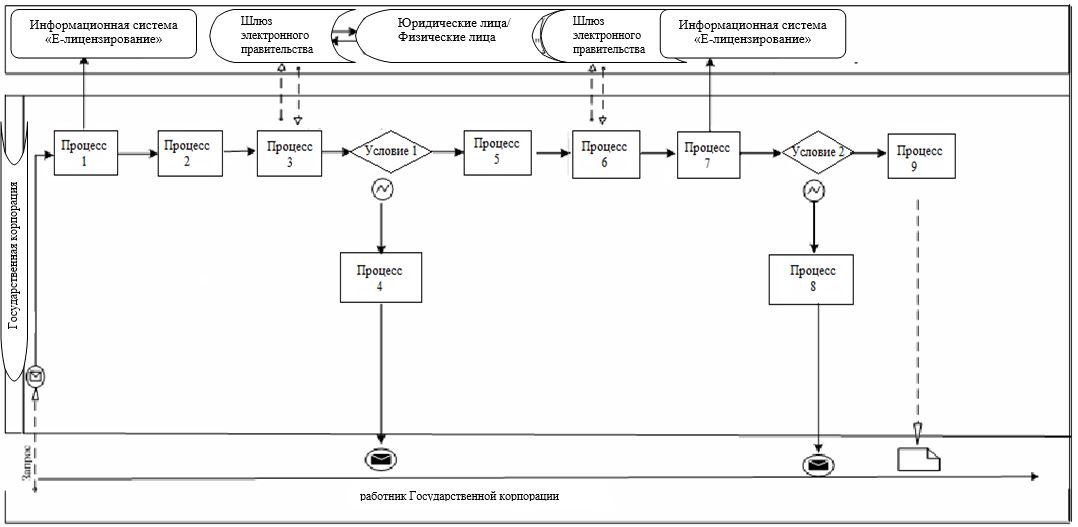 Информационная система
«Е-лицензирование»
Шлюз
электронного
правительства
Юридические лица/
Физические лица
Шлюз
электронного
правительства
Информационная система
«Е-лицензирование»
Государственная корпорация
Процесс
1
Процесс
2
Процесс
3
Условие 1
Процесс
5
Процесс
6
Процесс
7
Условие 2
Процесс
9
Процесс
4
Процесс
8
Запрос
работник Государственной корпорации